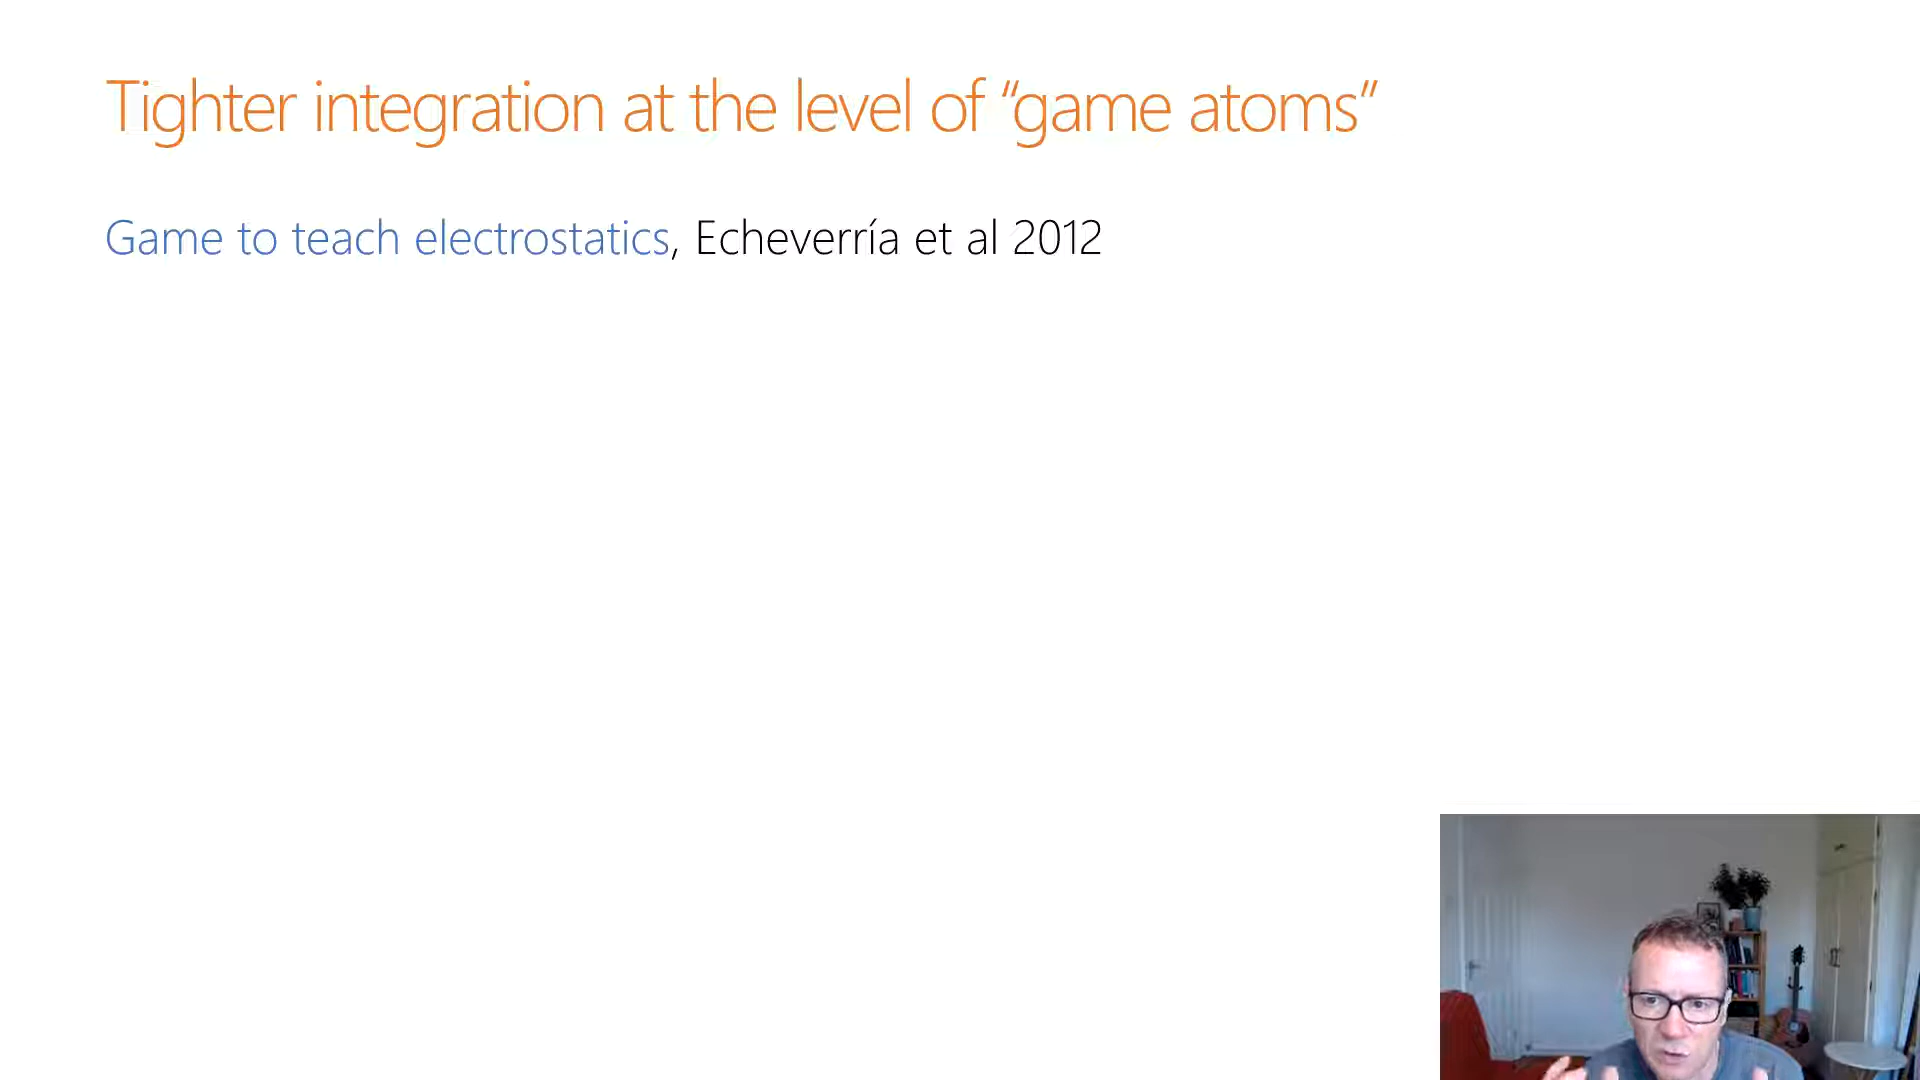 Tighter integration at the level of “game atoms”
Game to teach electrostatics, Echeverría et al 2012